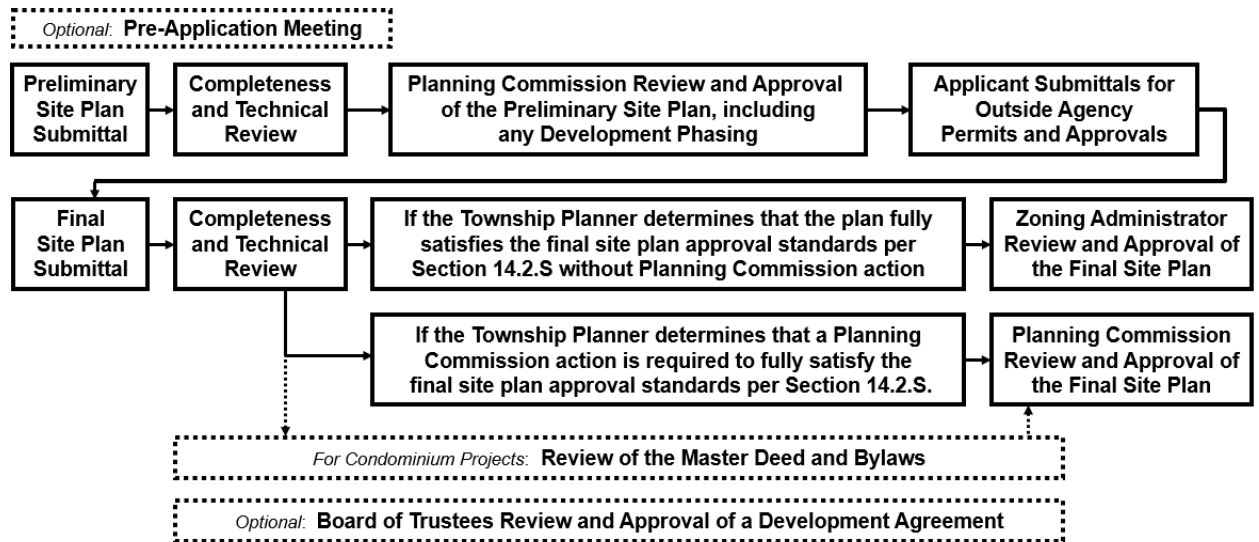 Optional: Pre-Application Meeting
Preliminary
Site Plan
Submittal
Completeness
and Technical
Review
Planning Commission Review and Approval
of the Preliminary Site Plan, including
any Development Phasing
Applicant Submittals for
Outside Agency
Permits and Approvals
Final
Site Plan
Submittal
Completeness
and Technical
Review
If the Township Planner determines that the plan fully
satisfies the final site plan approval standards per
Section 14.2.S without Planning Commission action
Zoning Administrator
Review and Approval of
the Final Site Plan
If the Township Planner determines that a Planning
Commission action is required to fully satisfy the
final site plan approval standards per Section 14.2.S.
Planning Commission
Review and Approval of
the Final Site Plan
For Condominium Projects: Review of the Master Deed and Bylaws
Optional: Board of Trustees Review and Approval of a Development Agreement